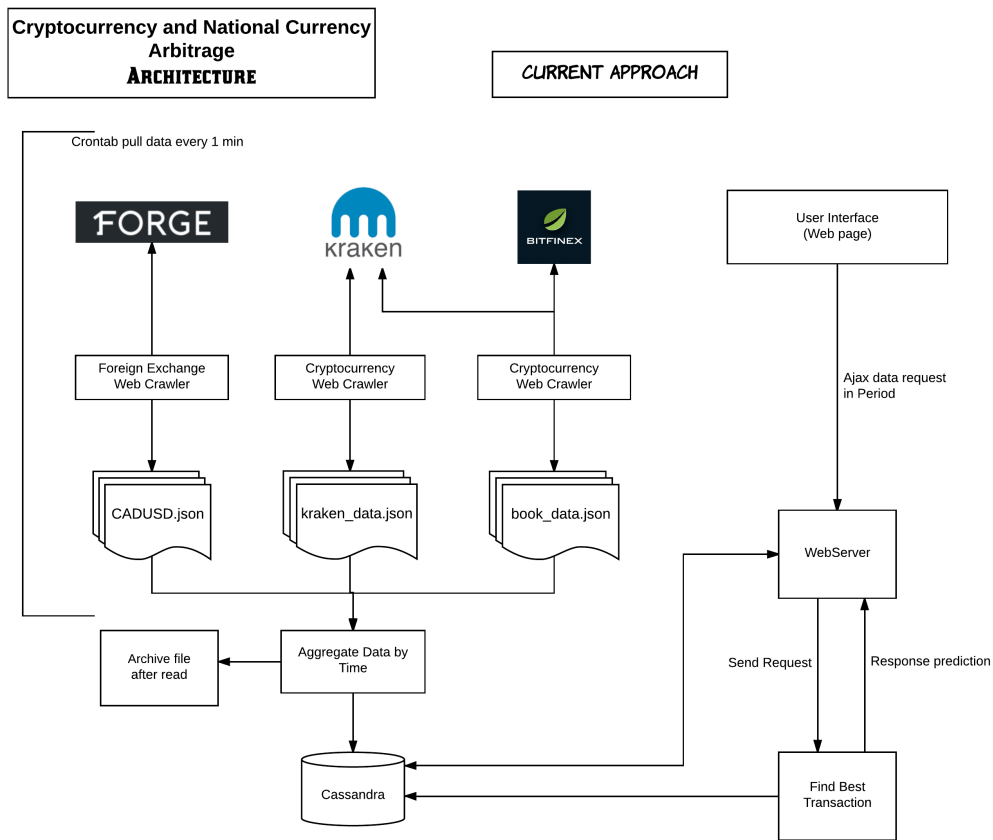 Cryptocurrency and National Currency
Arbitrage
ARCHITECTURE
CURRENT APPROACH
Crontab pull data every 1 min
FORGE
kraken
BITFINEX
User Interface
(Web page)
Foreign Exchange
Web Crawler
Cryptocurrency
Web Crawler
Cryptocurrency
Web Crawler
Ajax data request
in Period
CADUSD.json
kraken_data.json
book_data.json
WebServer
Archive file
after read
Aggregate Data by
Time
Send Request
Response prediction
Cassandra
Find Best
Transaction